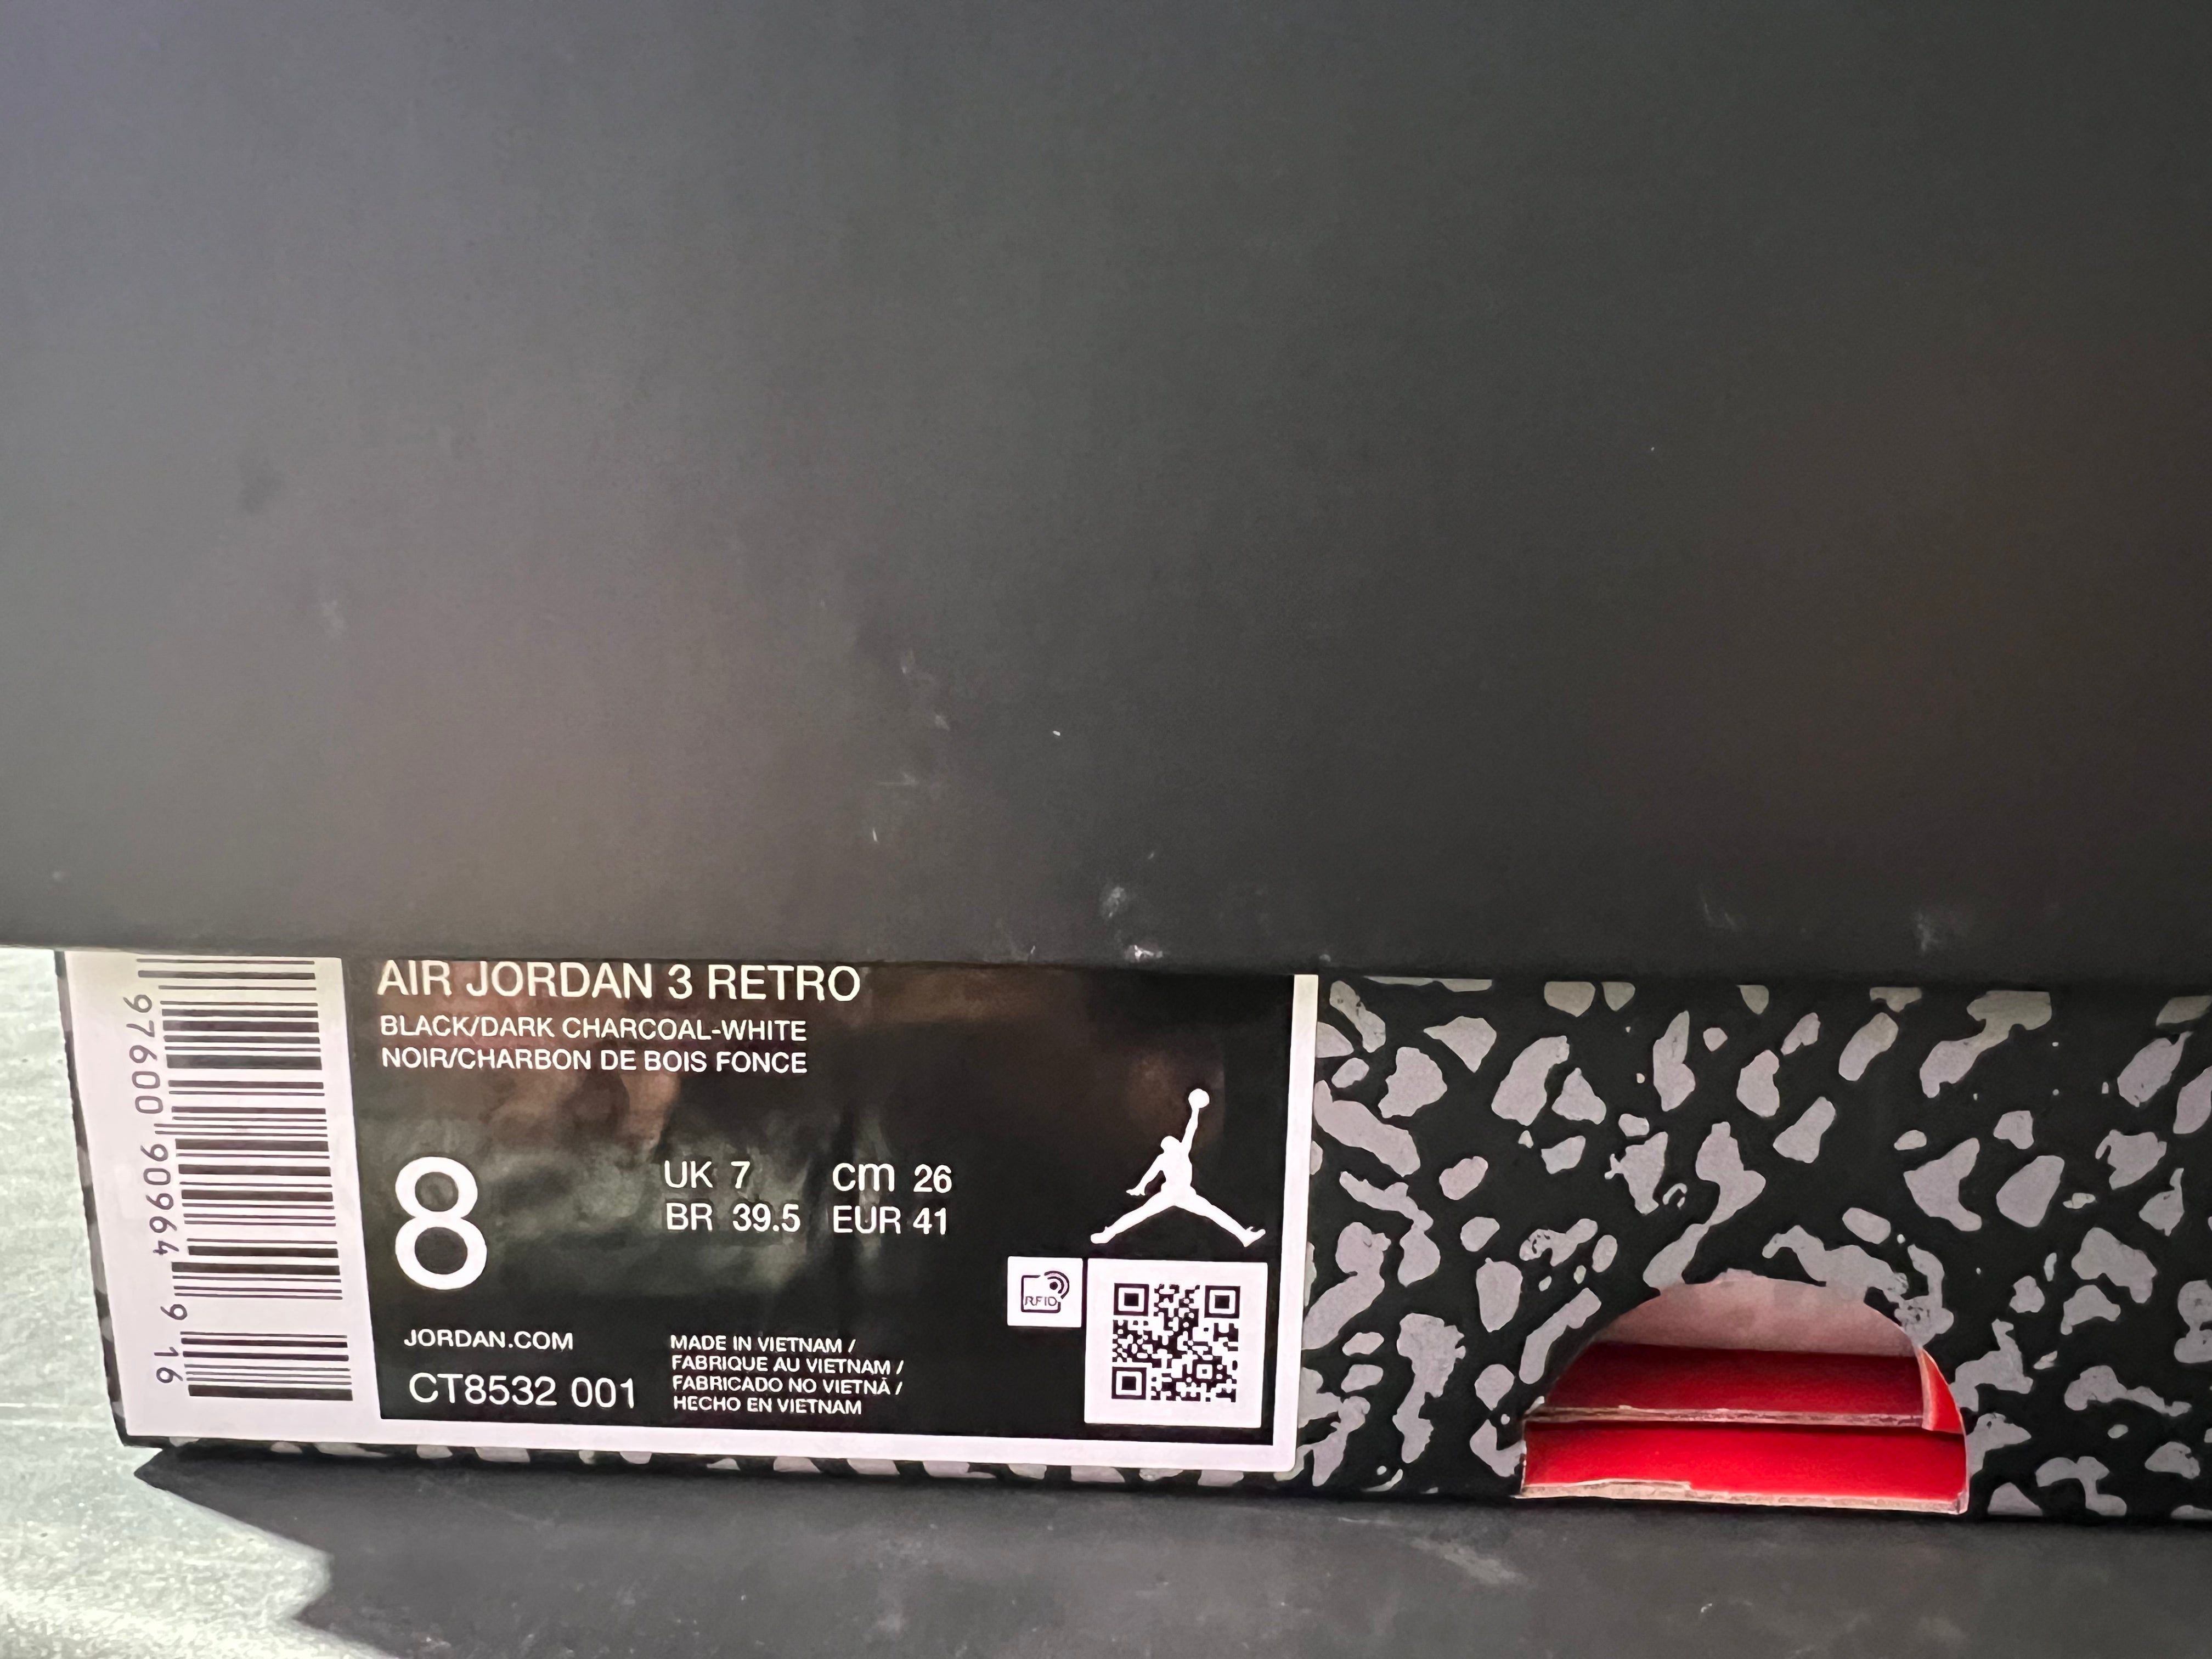 AIR JORDAN 3 RETRO
BLACK/DARK CHARCOAL-WHITE
NOIR/CHARBON DE BOIS FONCE
8
UK 7 cm 26
BR 39.5 EUR 41
JORDAN.COM
CT8532 001
MADE IN VIETNAM /
FABRIQUE AU VIETNAM /
FABRICADO NO VIETNÃ /
HECHO EN VIETNAM
RFID
97600 90964 9 16